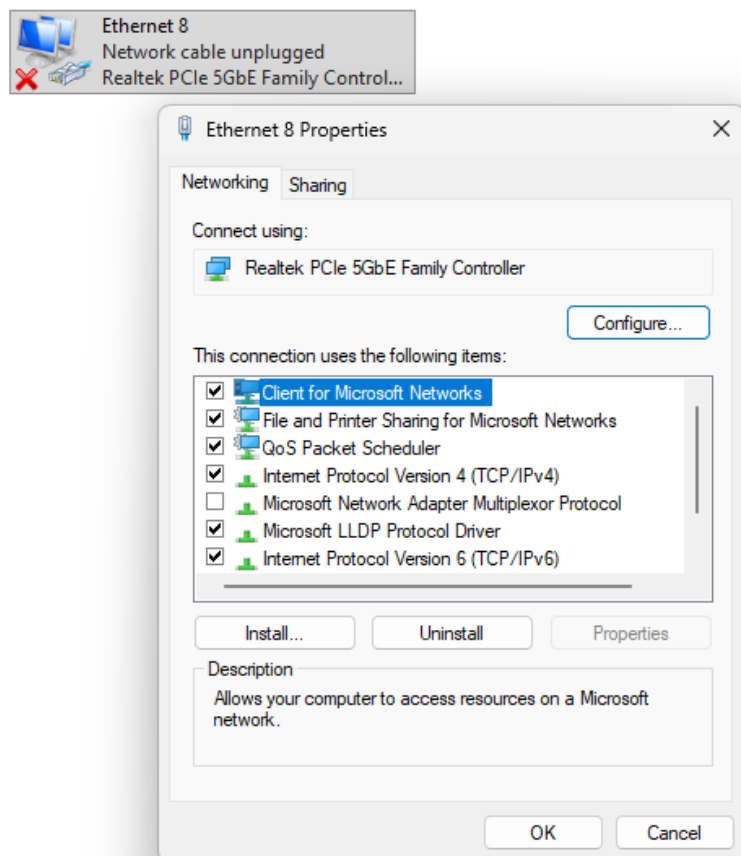 Ethernet 8
Network cable unplugged
Realtek PCIe 5GbE Family Control...
Ethernet 8 Properties
Networking
Sharing
Connect using:
Realtek PCIe 5GbE Family Controller
Configure...
This connection uses the following items:
Client for Microsoft Networks
File and Printer Sharing for Microsoft Networks
QoS Packet Scheduler
Internet Protocol Version 4 (TCP/IPv4)
Microsoft Network Adapter Multiplexor Protocol
Microsoft LLDP Protocol Driver
Internet Protocol Version 6 (TCP/IPv6)
Install...
Uninstall
Properties
Description
Allows your computer to access resources on a Microsoft
network.
OK
Cancel